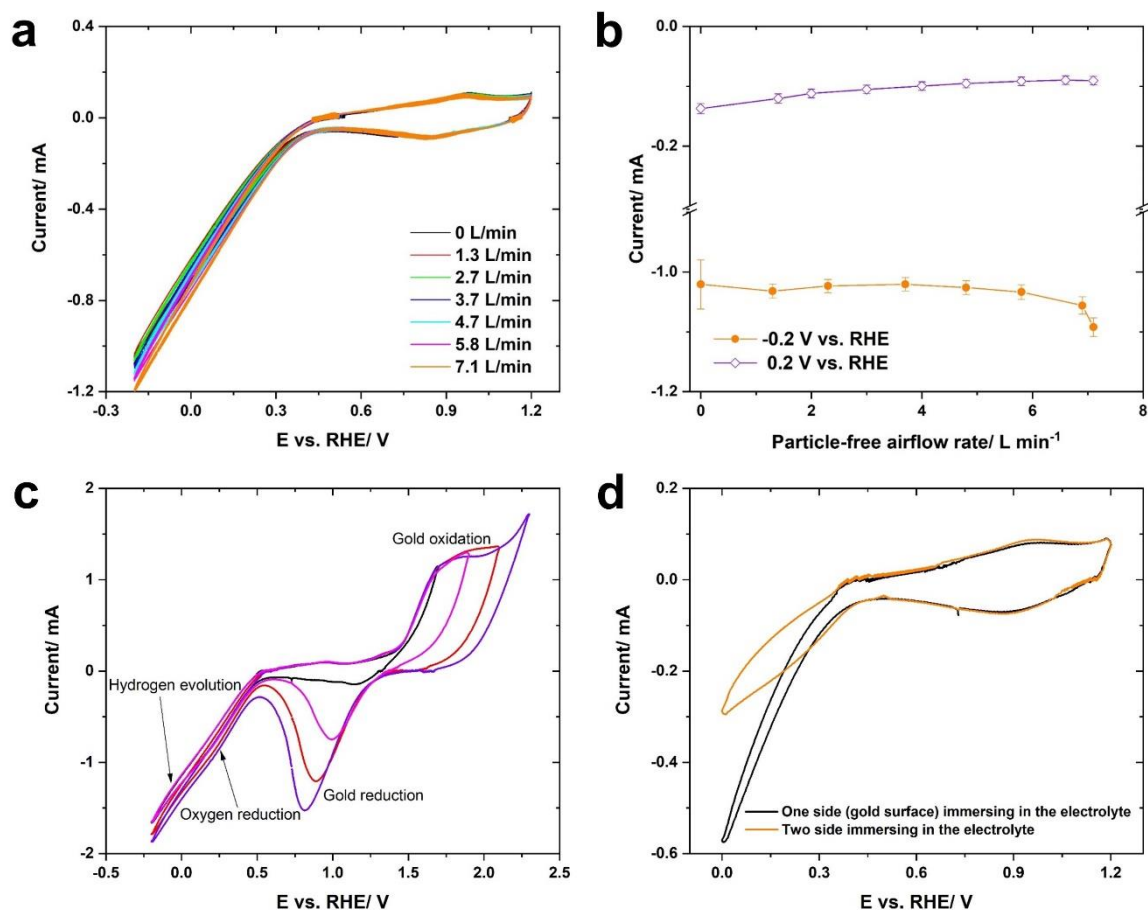 a
0.4
0.0
-0.4
-0.8
-1.2
Current/ mA
-0.3
0.0
0.3
0.6
0.9
1.2
E vs. RHE/ V
0 L/min
1.3 L/min
2.7 L/min
3.7 L/min
4.7 L/min
5.8 L/min
7.1 L/min
b
0.0
-0.2
-1.0
-1.2
Current/ mA
0
2
4
6
8
Particle-free airflow rate/ L min⁻¹
-0.2 V vs. RHE
0.2 V vs. RHE
c
2
1
0
-1
-2
Current/ mA
-0.5
0.0
0.5
1.0
1.5
2.0
2.5
E vs. RHE/ V
Gold oxidation
Hydrogen evolution
Oxygen reduction
Gold reduction
d
0.2
0.0
-0.2
-0.4
-0.6
Current/ mA
0.0
0.3
0.6
0.9
1.2
E vs. RHE/ V
One side (gold surface) immersing in the electrolyte
Two side immersing in the electrolyte